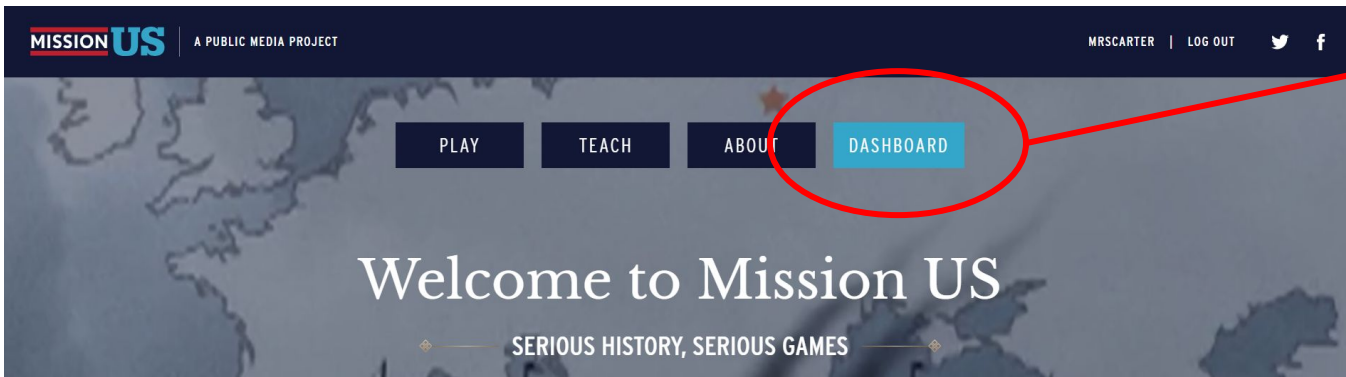 MISSION US A PUBLIC MEDIA PROJECT MRSCARTER | LOG OUT
PLAY TEACH ABOUT DASHBOARD
Welcome to Mission US
SERIOUS HISTORY, SERIOUS GAMES